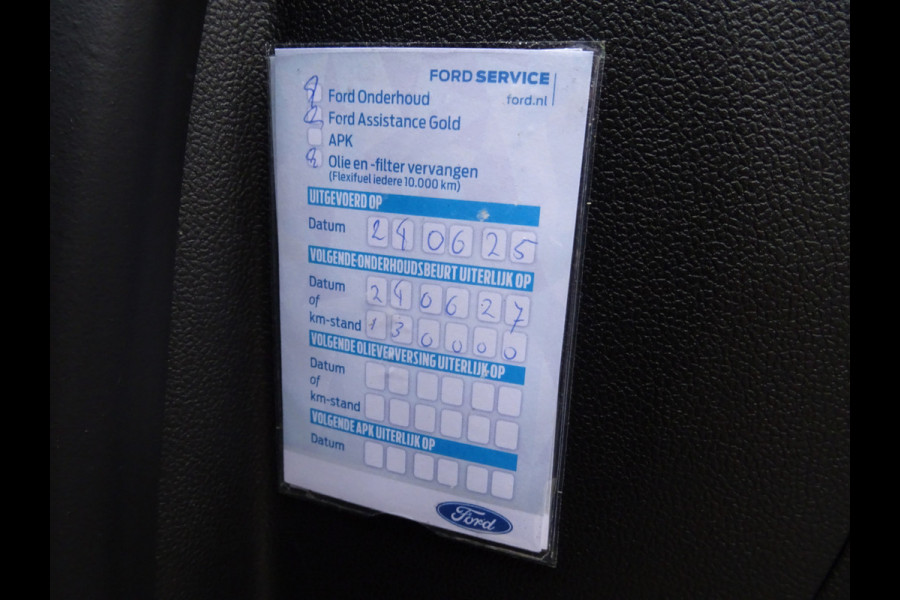 FORD SERVICE
ford.nl
Ford Onderhoud
Ford Assistance Gold
APK
Olie en -filter vervangen
(Flexifuel iedere 10.000 km)
UITGEVOERD OP
Datum 240625
VOLGENDE ONDERHOUDSBEURT UITERLIJK OP
Datum 240627
of
km-stand 130000
VOLGENDE OLIEVERVERSING UITERLIJK OP
Datum
of
km-stand
VOLGENDE APK UITERLIJK OP
Datum
Ford